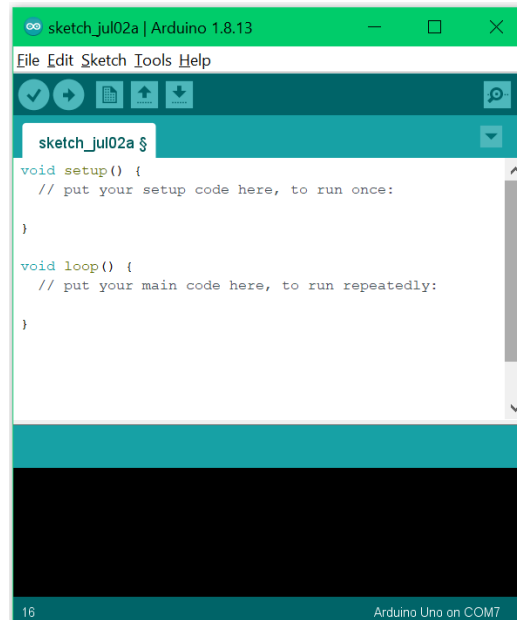 sketch_jul02a | Arduino 1.8.13
File Edit Sketch Tools Help
sketch_jul02a §
void setup() {
  // put your setup code here, to run once:

}

void loop() {
  // put your main code here, to run repeatedly:

}
16 Arduino Uno on COM7